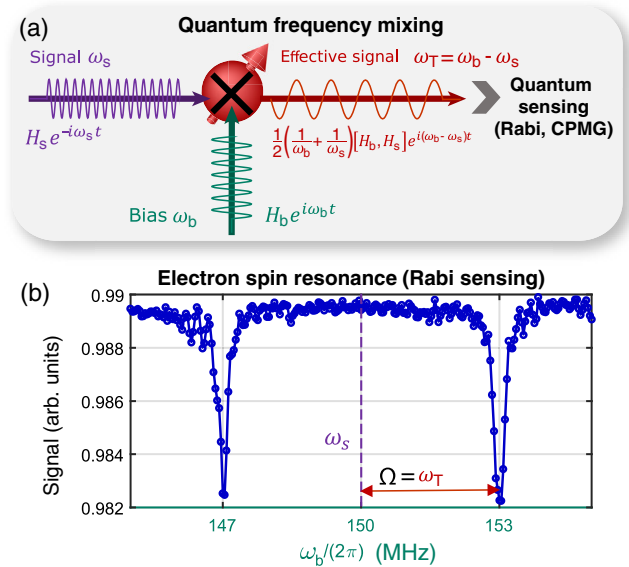 (a)
Quantum frequency mixing
Signal ωs
Effective signal ωT= ωb - ωs
Quantum
sensing
(Rabi, CPMG)
Hs e^-iωst
1/2(1/ωb + 1/ωs)[Hb, Hs]e^i(ωb-ωs)t
Bias ωb
Hb e^iωbt
(b)
Electron spin resonance (Rabi sensing)
Signal (arb. units)
0.99
0.988
0.986
0.984
0.982
ωs
Ω = ωT
147
150
153
ωb/(2π) (MHz)